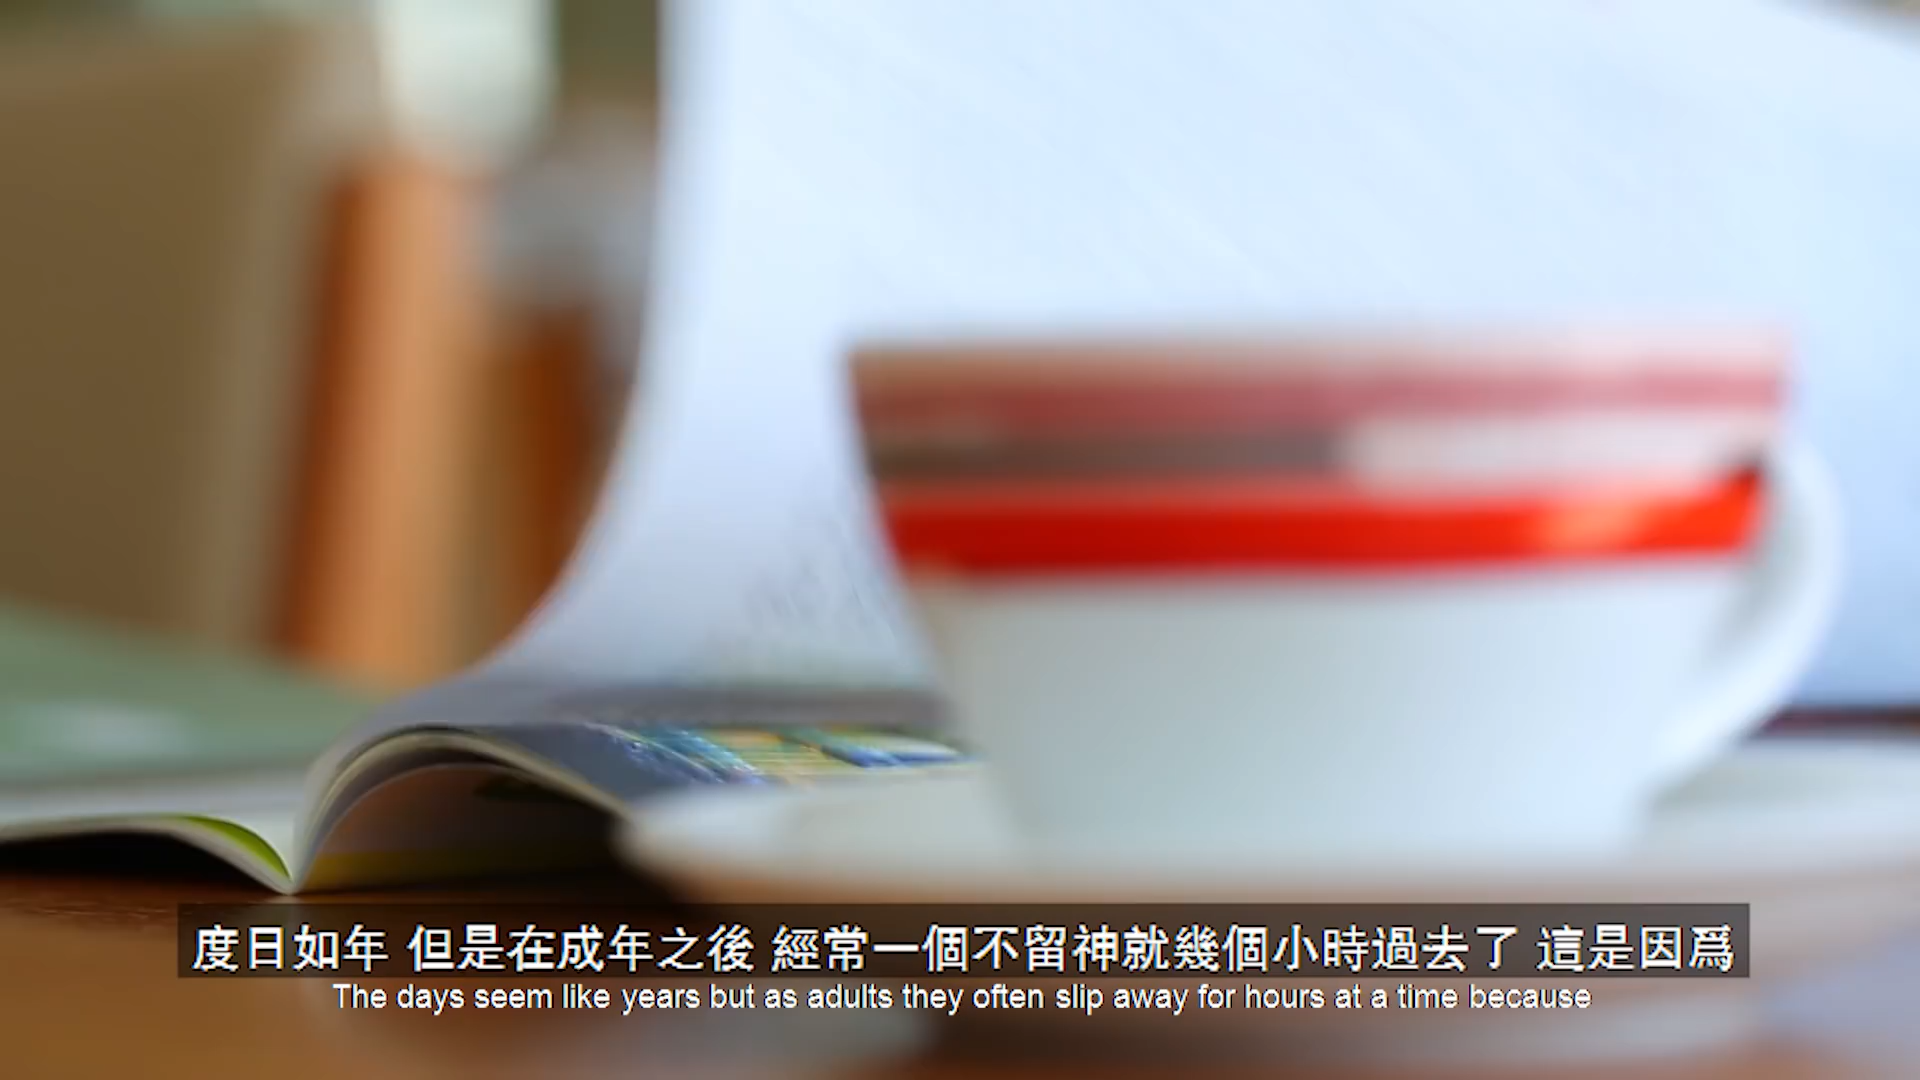 度日如年 但是在成年之後 經常一個不留神就幾個小時過去了 這是因爲
The days seem like years but as adults they often slip away for hours at a time because